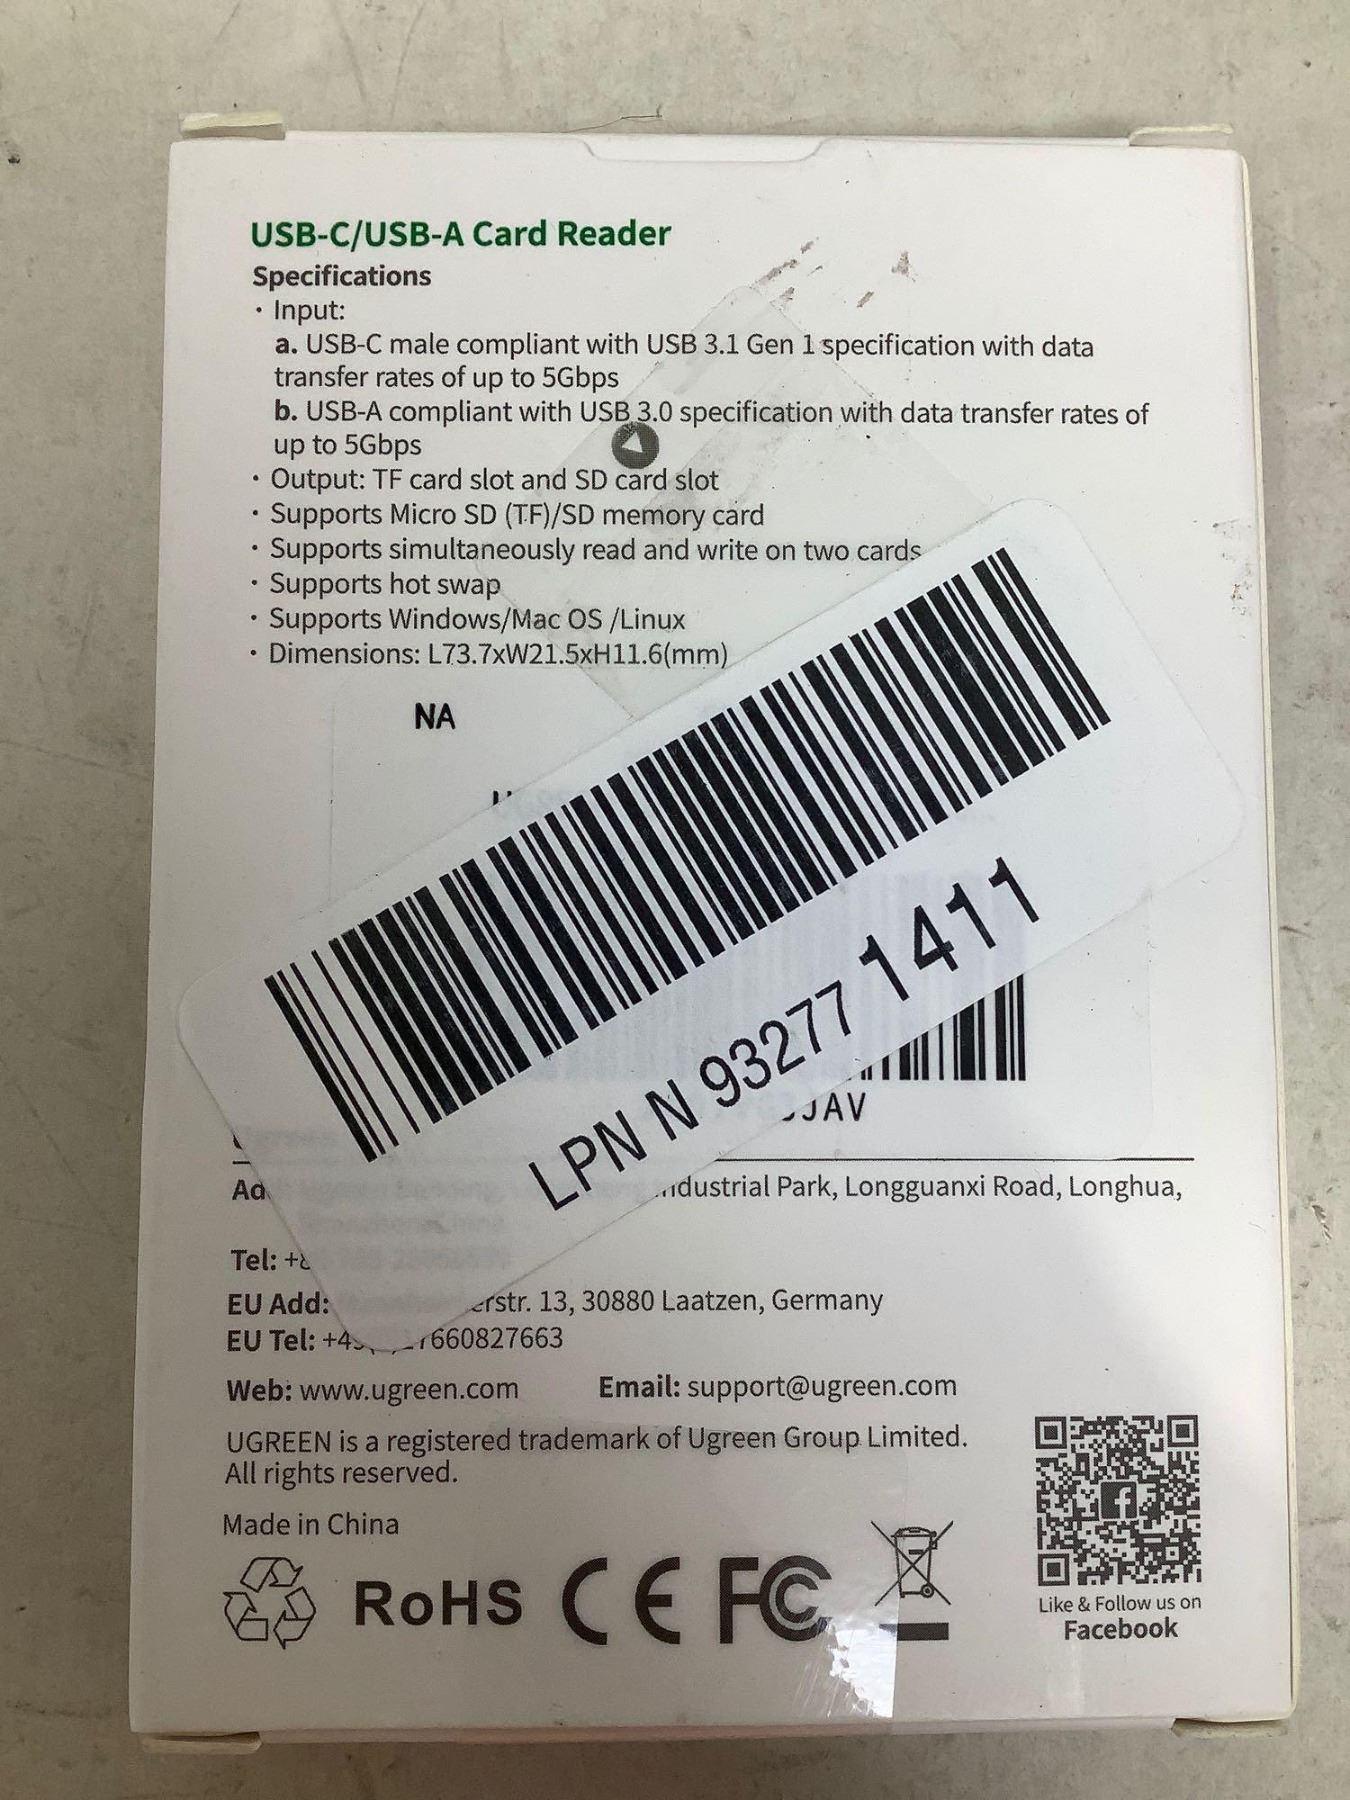 USB-C/USB-A Card Reader
Specifications
· Input:
a. USB-C male compliant with USB 3.1 Gen 1 specification with data
transfer rates of up to 5Gbps
b. USB-A compliant with USB 3.0 specification with data transfer rates of
up to 5Gbps
· Output: TF card slot and SD card slot
· Supports Micro SD (TF)/SD memory card
· Supports simultaneously read and write on two cards
· Supports hot swap
· Supports Windows/Mac OS /Linux
· Dimensions: L73.7xW21.5xH11.6(mm)
NA
LPN N 93277 1411
JAV
Industrial Park, Longguanxi Road, Longhua,
Tel:
EU Add: 13, 30880 Laatzen, Germany
EU Tel: 660827663
Web: www.ugreen.com Email: support@ugreen.com
UGREEN is a registered trademark of Ugreen Group Limited.
All rights reserved.
Made in China
RoHS CE FC
Like & Follow us on
Facebook